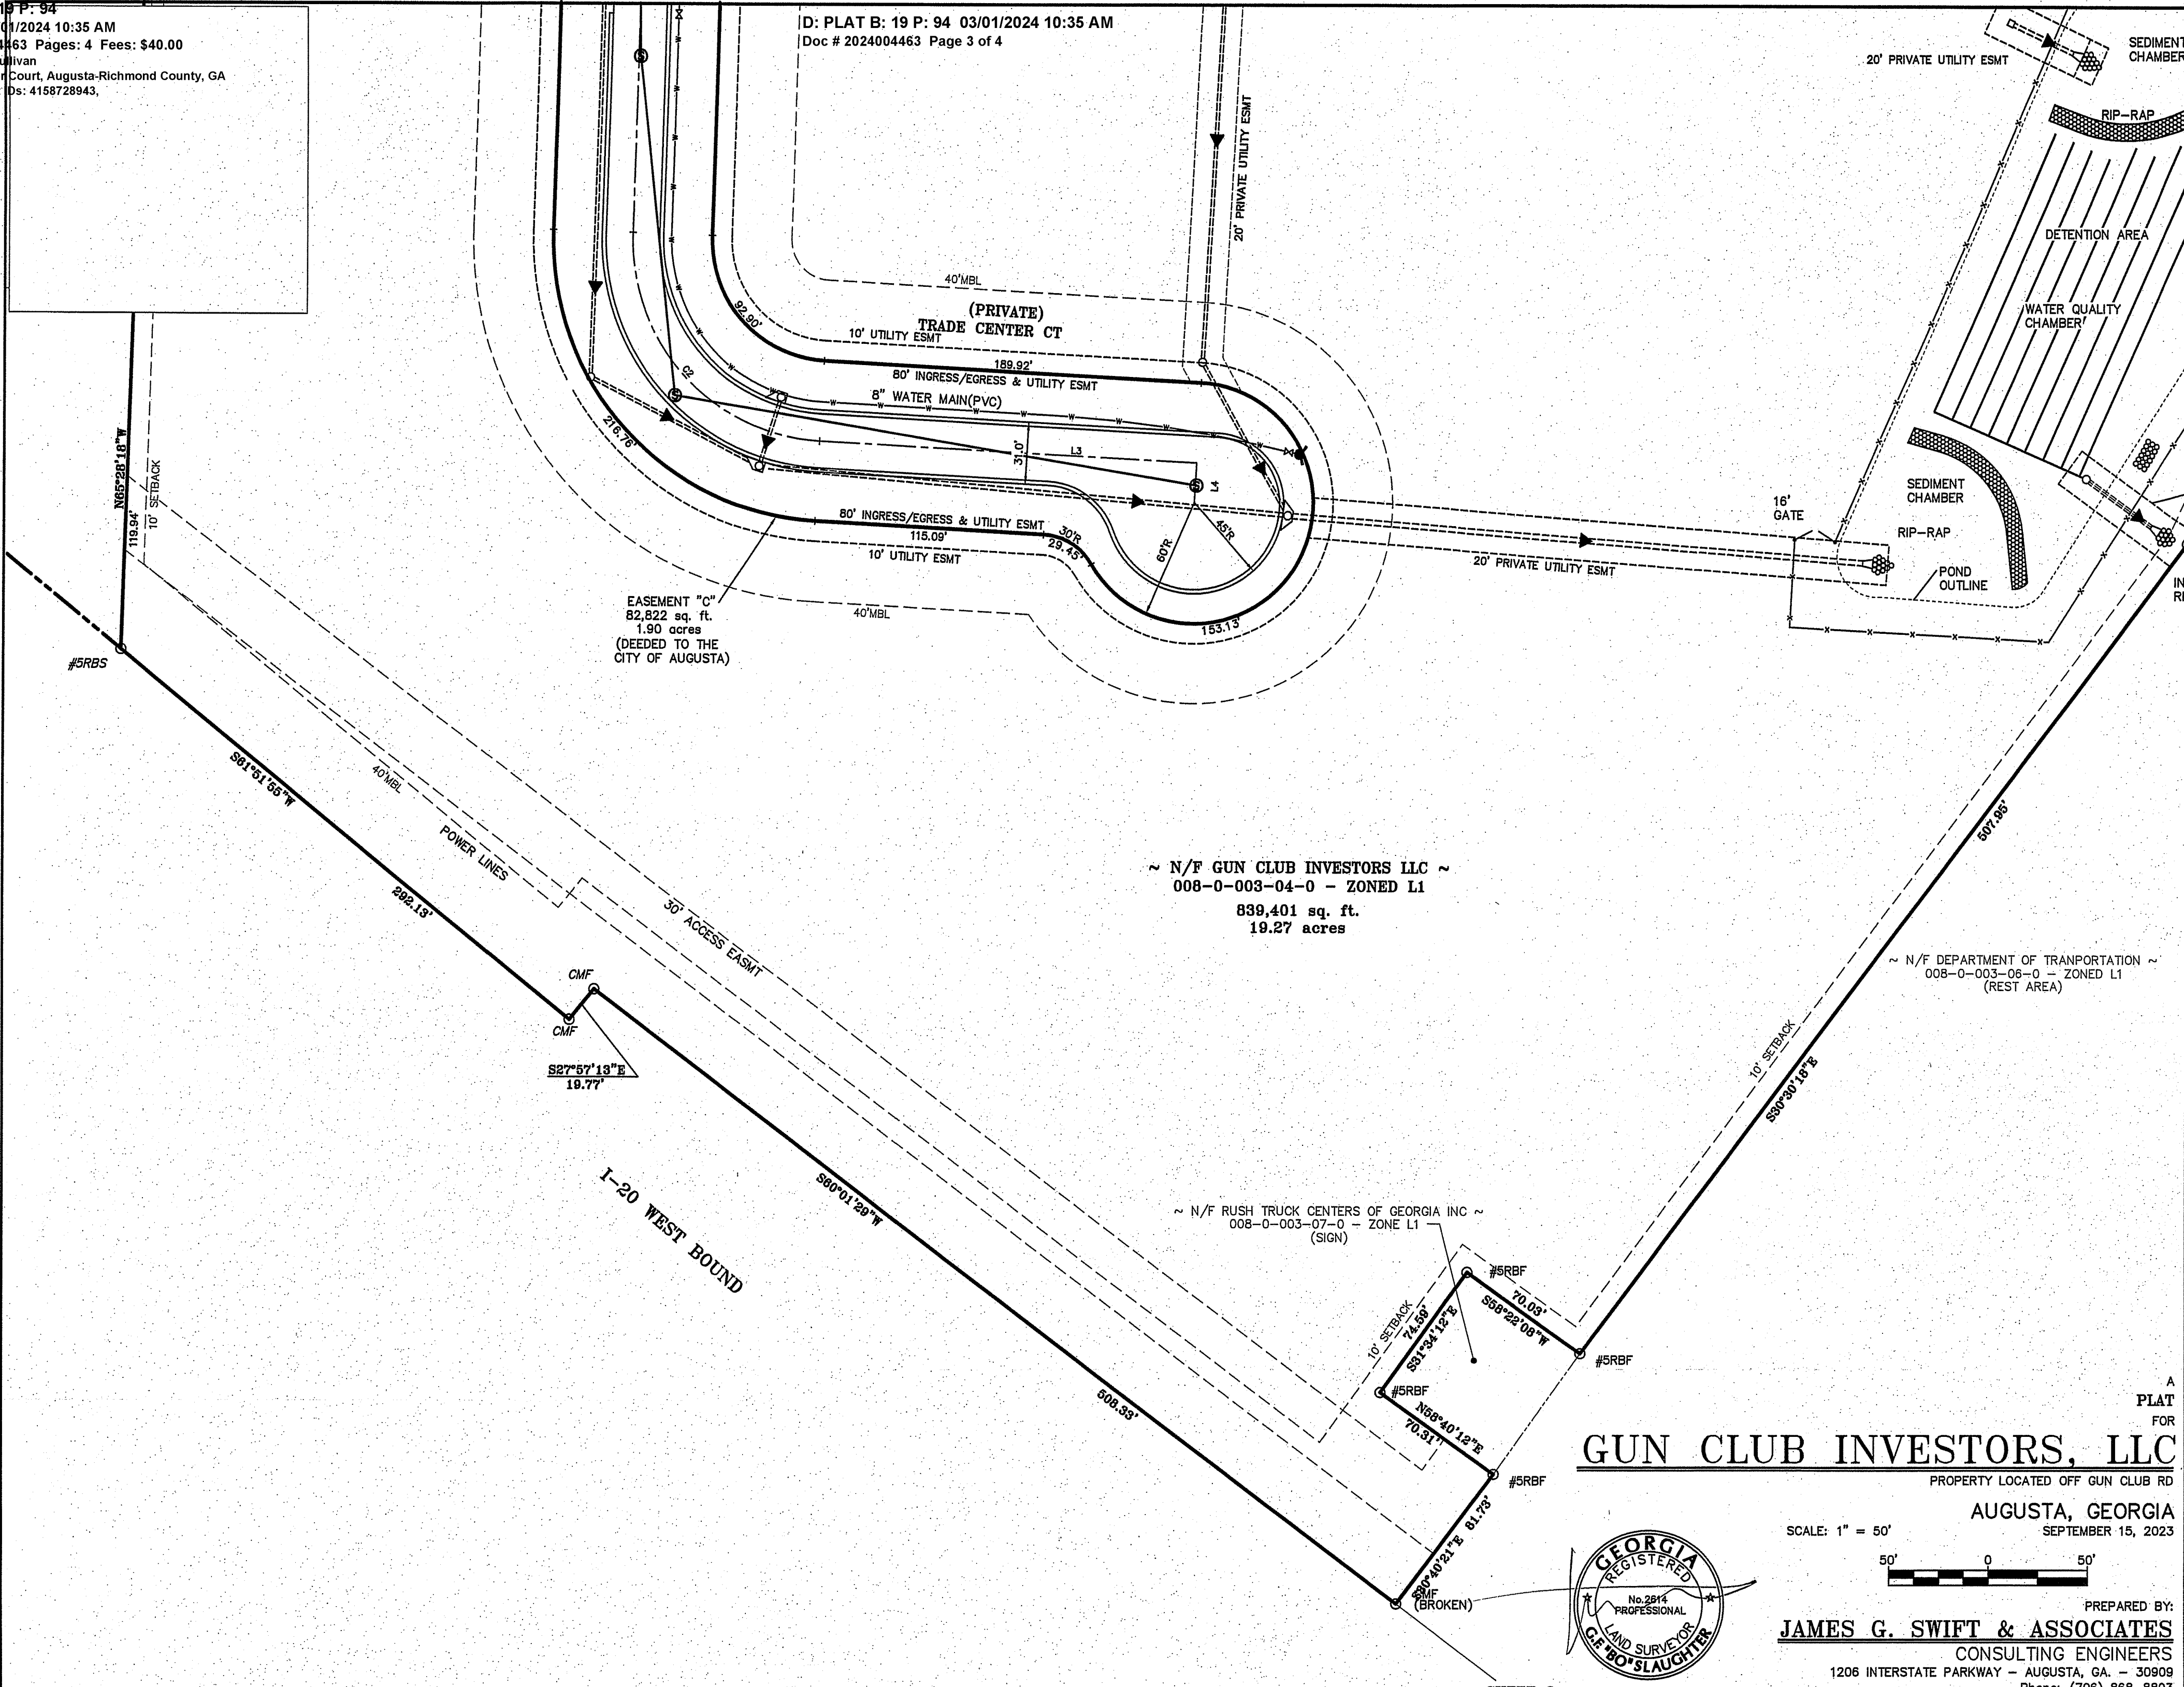 19 P: 94
01/2024 10:35 AM
4463 Pages: 4 Fees: $40.00
Court, Augusta-Richmond County, GA
Ds: 4158728943,
D: PLAT B: 19 P: 94 03/01/2024 10:35 AM
Doc # 2024004463 Page 3 of 4
20' PRIVATE UTILITY ESMT
SEDIMENT
CHAMBER
RIP-RAP
20' PRIVATE UTILITY ESMT
DETENTION AREA
WATER QUALITY
CHAMBER
40'MBL
(PRIVATE)
TRADE CENTER CT
92.90'
10' UTILITY ESMT
189.92'
80' INGRESS/EGRESS & UTILITY ESMT
8" WATER MAIN(PVC)
C2
216.76'
31.0'
L3
L4
N65°28'18"W
119.94'
10' SETBACK
SEDIMENT
CHAMBER
16'
GATE
RIP-RAP
80' INGRESS/EGRESS & UTILITY ESMT
115.09'
10' UTILITY ESMT
30'R
29.45'
60'R
45'R
20' PRIVATE UTILITY ESMT
POND
OUTLINE
EASEMENT "C"
82,822 sq. ft.
1.90 acres
(DEEDED TO THE
CITY OF AUGUSTA)
40'MBL
153.13'
#5RBS
S61°51'55"W
40'MBL
POWER LINES
292.13'
507.95'
~ N/F GUN CLUB INVESTORS LLC ~
008-0-003-04-0 - ZONED L1
839,401 sq. ft.
19.27 acres
30' ACCESS EASMT
~ N/F DEPARTMENT OF TRANPORTATION ~
008-0-003-06-0 - ZONED L1
(REST AREA)
CMF
CMF
S27°57'13"E
19.77'
10' SETBACK
S30°30'18"E
I-20 WEST BOUND
S60°01'29"W
~ N/F RUSH TRUCK CENTERS OF GEORGIA INC ~
008-0-003-07-0 - ZONE L1
(SIGN)
#5RBF
70.03'
S58°22'08"W
10' SETBACK
74.59'
S31°34'12"E
#5RBF
#5RBF
N58°40'12"E
70.31'
508.33'
#5RBF
S30°40'21"E 81.73'
(BROKEN)
A
PLAT
FOR
GUN CLUB INVESTORS, LLC
PROPERTY LOCATED OFF GUN CLUB RD
AUGUSTA, GEORGIA
SCALE: 1" = 50'
SEPTEMBER 15, 2023
50' 0 50'
GEORGIA
REGISTERED
No.2614
PROFESSIONAL
LAND SURVEYOR
G.F. "BO" SLAUGHTER
PREPARED BY:
JAMES G. SWIFT & ASSOCIATES
CONSULTING ENGINEERS
1206 INTERSTATE PARKWAY - AUGUSTA, GA. - 30909